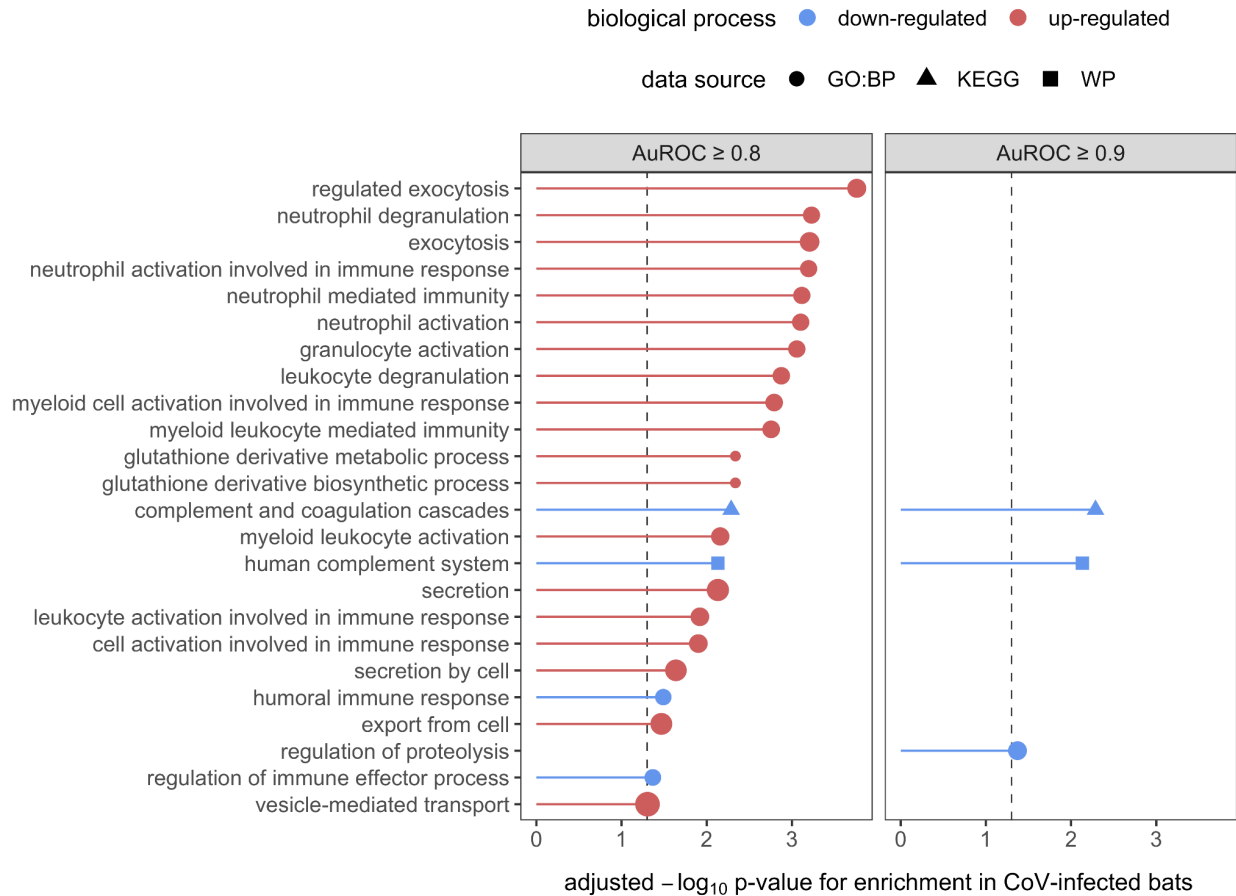 biological process down-regulated up-regulated
data source GO:BP KEGG WP
AuROC ≥ 0.8 AuROC ≥ 0.9
regulated exocytosis
neutrophil degranulation
exocytosis
neutrophil activation involved in immune response
neutrophil mediated immunity
neutrophil activation
granulocyte activation
leukocyte degranulation
myeloid cell activation involved in immune response
myeloid leukocyte mediated immunity
glutathione derivative metabolic process
glutathione derivative biosynthetic process
complement and coagulation cascades
myeloid leukocyte activation
human complement system
secretion
leukocyte activation involved in immune response
cell activation involved in immune response
secretion by cell
humoral immune response
export from cell
regulation of proteolysis
regulation of immune effector process
vesicle-mediated transport
0 1 2 3 0 1 2 3
adjusted −log₁₀ p-value for enrichment in CoV-infected bats